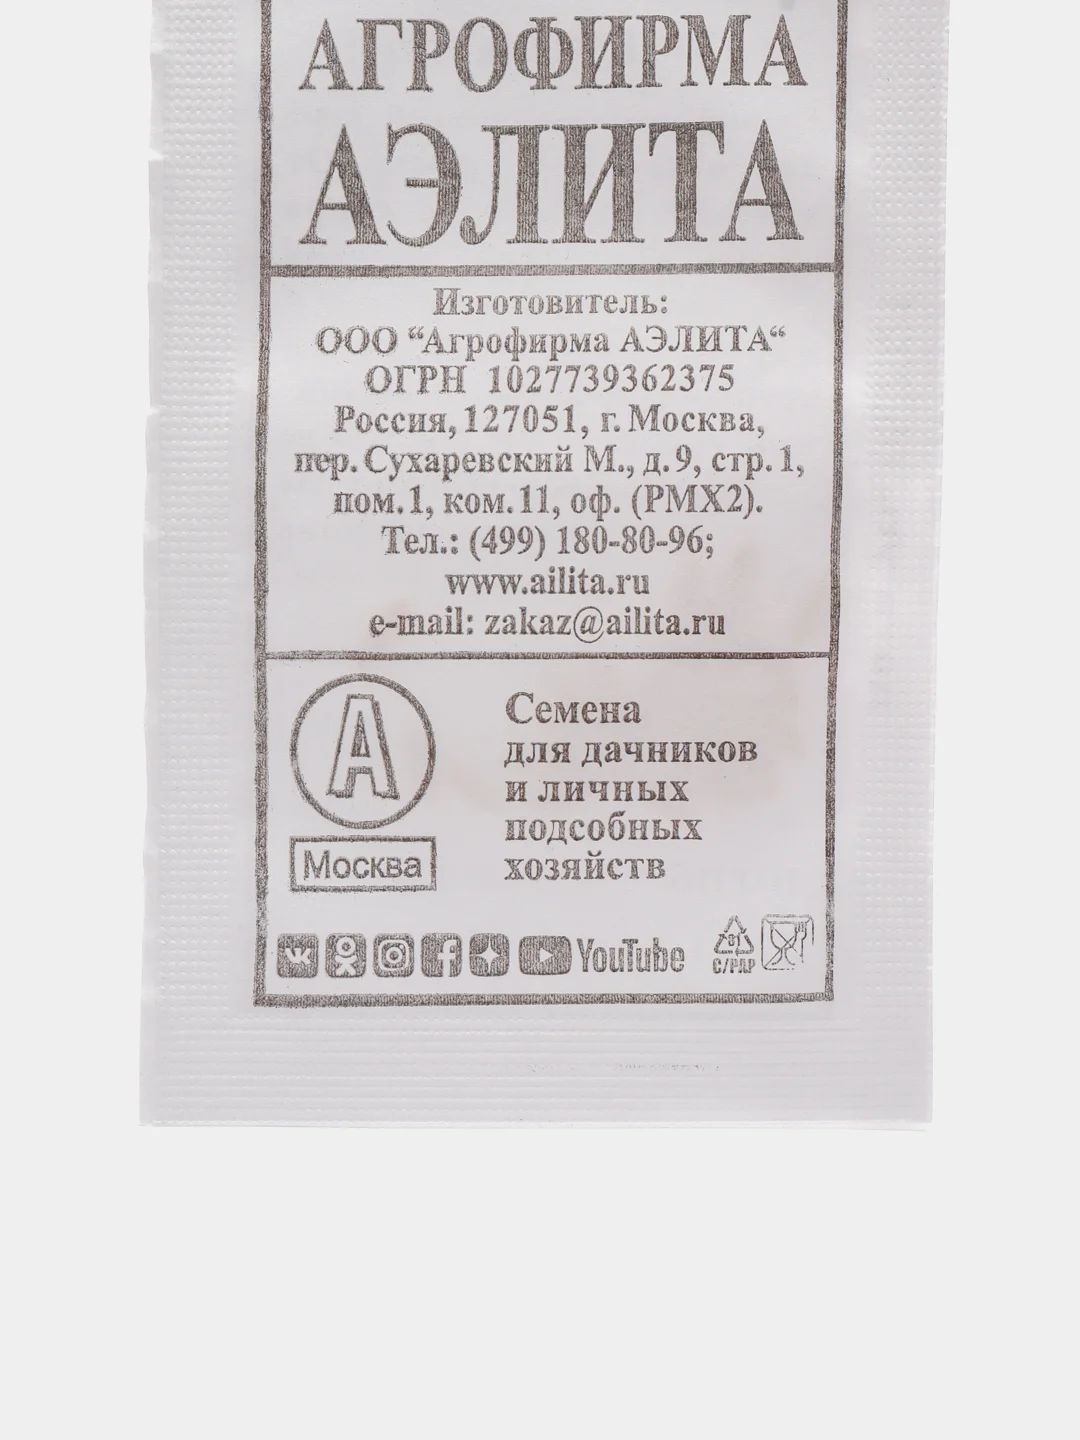 АГРОФИРМА
АЭЛИТА
Изготовитель:
ООО “Агрофирма АЭЛИТА“
ОГРН 1027739362375
Россия, 127051, г. Москва,
пер. Сухаревский М., д. 9, стр. 1,
пом. 1, ком. 11, оф. (РМХ2).
Тел.: (499) 180-80-96;
www.ailita.ru
e-mail: zakaz@ailita.ru
А
Москва
Семена
для дачников
и личных
подсобных
хозяйств
YouTube
81
C/PAP